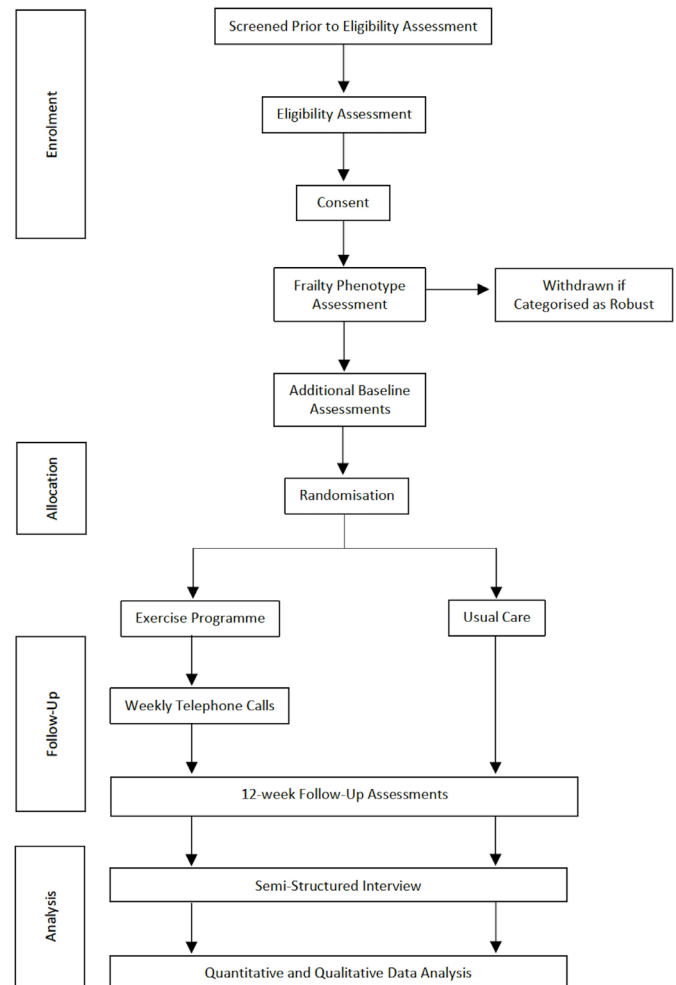 Screened Prior to Eligibility Assessment
Enrolment
Eligibility Assessment
Consent
Frailty Phenotype
Assessment
Withdrawn if
Categorised as Robust
Additional Baseline
Assessments
Allocation
Randomisation
Exercise Programme
Usual Care
Follow-Up
Weekly Telephone Calls
12-week Follow-Up Assessments
Analysis
Semi-Structured Interview
Quantitative and Qualitative Data Analysis